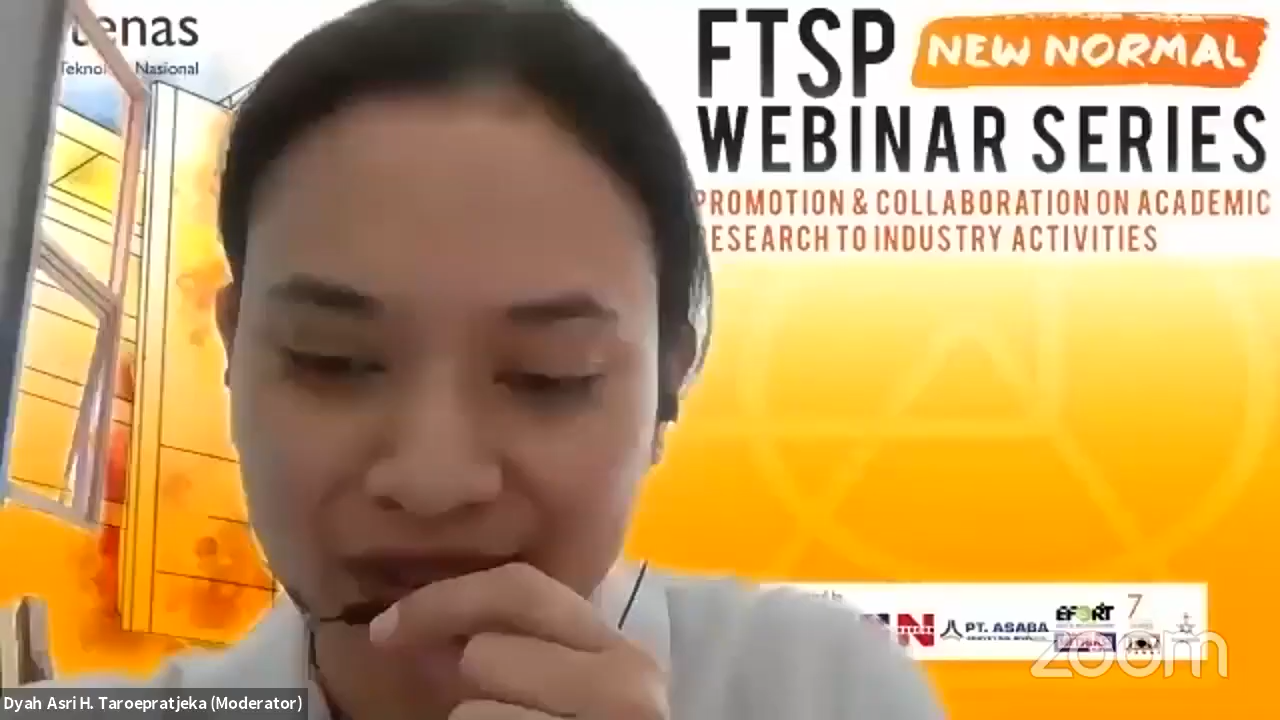 tenas
Teknol Nasional
FTSP NEW NORMAL
WEBINAR SERIES
PROMOTION & COLLABORATION ON ACADEMIC
RESEARCH TO INDUSTRY ACTIVITIES
PT. ASABA
EFORT
7
zoom
Dyah Asri H. Taroepratjeka (Moderator)